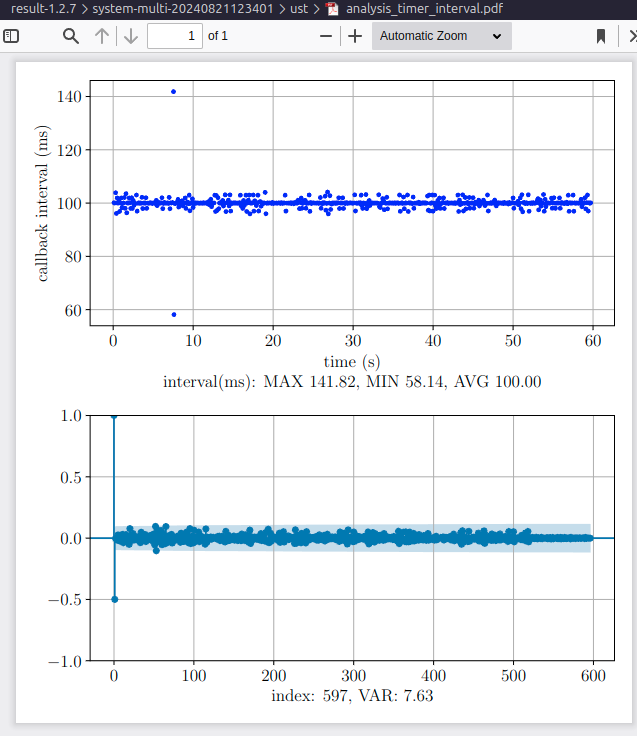 result-1.2.7 > system-multi-20240821123401 > ust > analysis_timer_interval.pdf
1 of 1 Automatic Zoom
140
120
100
80
60
callback interval (ms)
0 10 20 30 40 50 60
time (s)
interval(ms): MAX 141.82, MIN 58.14, AVG 100.00
1.0
0.5
0.0
−0.5
−1.0
0 100 200 300 400 500 600
index: 597, VAR: 7.63